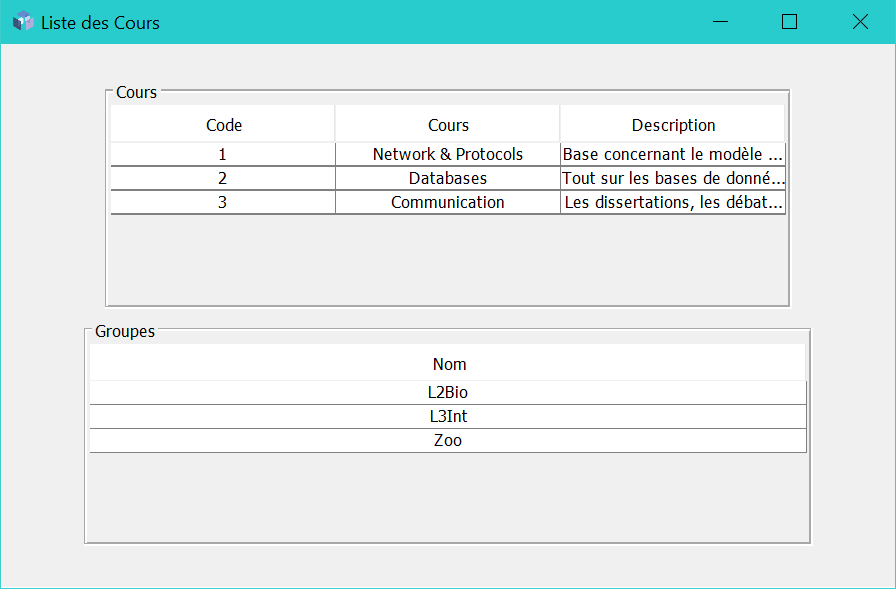 Liste des Cours
Cours
Code Cours Description
1 Network & Protocols Base concernant le modèle ...
2 Databases Tout sur les bases de donné...
3 Communication Les dissertations, les débat...
Groupes
Nom
L2Bio
L3Int
Zoo